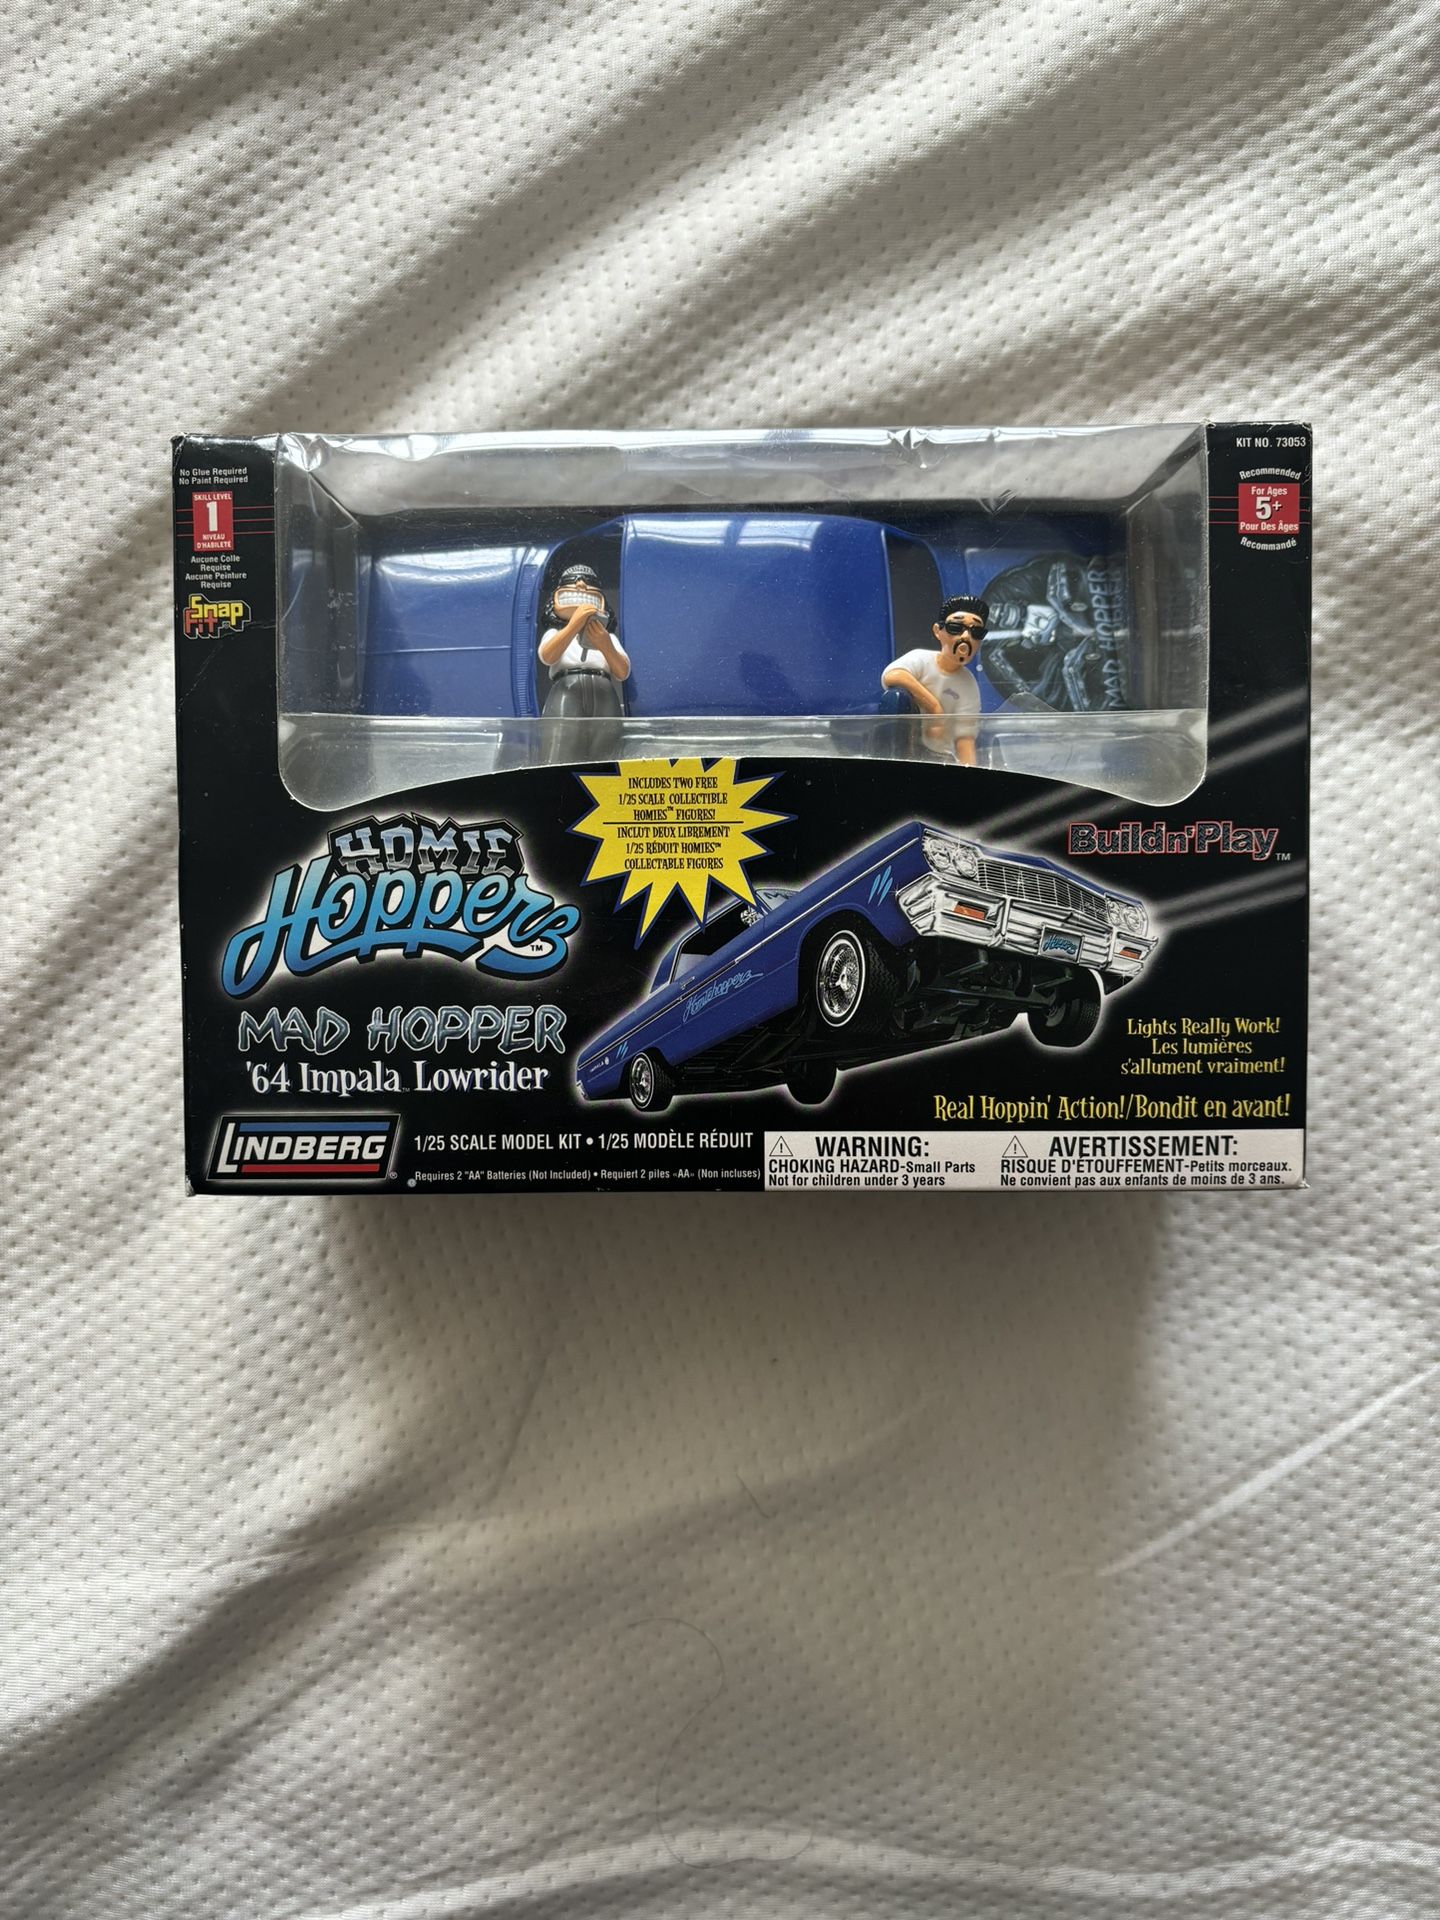 No Glue Required
No Paint Required
SKILL LEVEL
1
NIVEAU
D'HABILETÉ
Aucune Colle
Requise
Aucune Peinture
Requise
Snap
Fit
KIT NO. 73053
Recommended
For Ages
5+
Pour Des Âges
Recommandé
MAD HOPPER
INCLUDES TWO FREE
1/25 SCALE COLLECTIBLE
HOMIES™ FIGURES!
INCLUT DEUX LIBREMENT
1/25 RÉDUIT HOMIES™
COLLECTABLE FIGURES
HOMIE
Hoppers™
MAD HOPPER
'64 Impala™ Lowrider
Build n' Play™
Homiehoppers
IMPALA
Lights Really Work!
Les lumières
s'allument vraiment!
Real Hoppin' Action!/Bondit en avant!
LINDBERG®
1/25 SCALE MODEL KIT • 1/25 MODÈLE RÉDUIT
Requires 2 "AA" Batteries (Not Included) • Requiert 2 piles «AA» (Non incluses)
WARNING:
CHOKING HAZARD-Small Parts
Not for children under 3 years
AVERTISSEMENT:
RISQUE D'ÉTOUFFEMENT-Petits morceaux.
Ne convient pas aux enfants de moins de 3 ans.